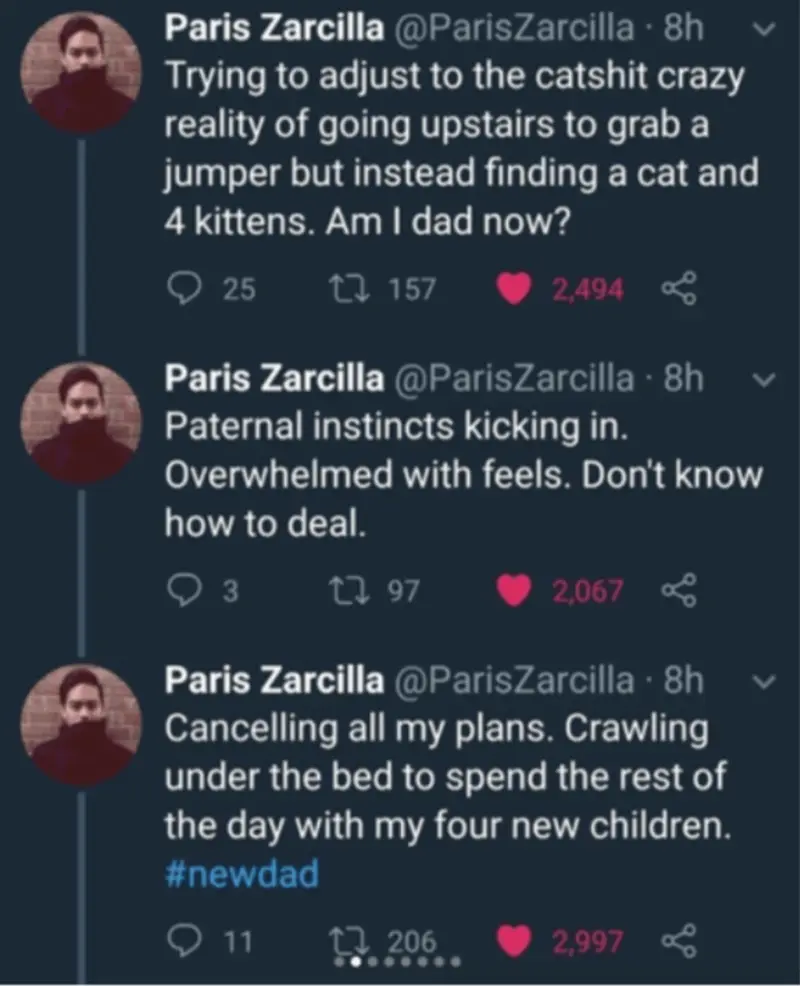 Paris Zarcilla @ParisZarcilla · 8h
Trying to adjust to the catshit crazy
reality of going upstairs to grab a
jumper but instead finding a cat and
4 kittens. Am I dad now?
25 157 2,494
Paris Zarcilla @ParisZarcilla · 8h
Paternal instincts kicking in.
Overwhelmed with feels. Don't know
how to deal.
3 97 2,067
Paris Zarcilla @ParisZarcilla · 8h
Cancelling all my plans. Crawling
under the bed to spend the rest of
the day with my four new children.
#newdad
11 206 2,997